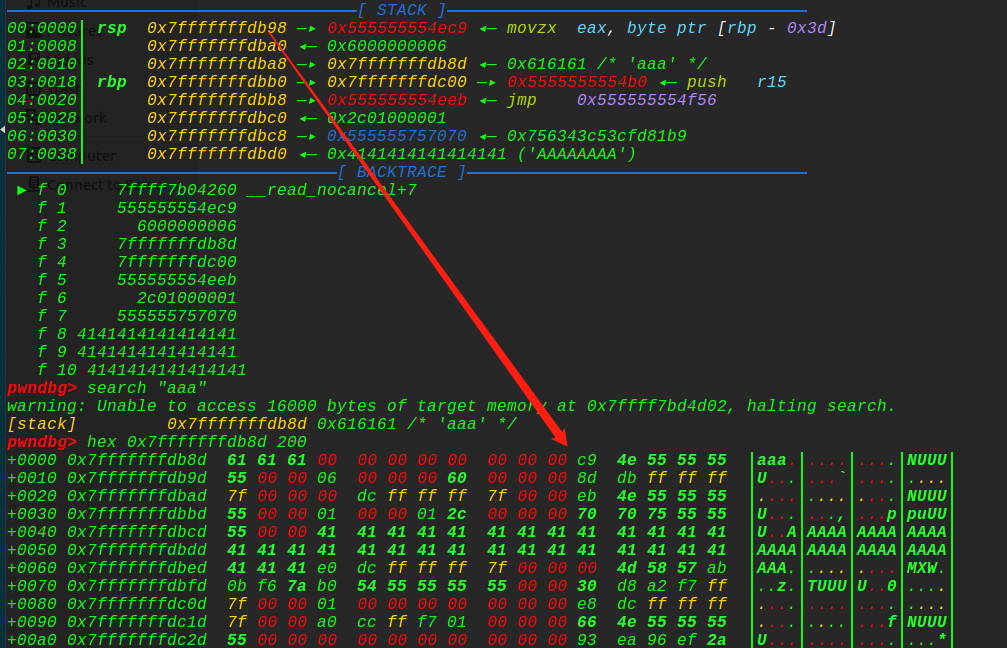 [ STACK ]
00:0000│ rsp  0x7fffffffdb98 —▸ 0x555555554ec9 ◂— movzx  eax, byte ptr [rbp - 0x3d]
01:0008│      0x7fffffffdba0 ◂— 0x6000000006
02:0010│      0x7fffffffdba8 —▸ 0x7fffffffdb8d ◂— 0x616161 /* 'aaa' */
03:0018│ rbp  0x7fffffffdbb0 —▸ 0x7fffffffdc00 —▸ 0x5555555554b0 ◂— push   r15
04:0020│      0x7fffffffdbb8 —▸ 0x555555554eeb ◂— jmp    0x555555554f56
05:0028│      0x7fffffffdbc0 ◂— 0x2c01000001
06:0030│      0x7fffffffdbc8 —▸ 0x555555757070 ◂— 0x756343c53cfd81b9
07:0038│      0x7fffffffdbd0 ◂— 0x4141414141414141 ('AAAAAAAA')
[ BACKTRACE ]
► f 0     7ffff7b04260 __read_nocancel+7
f 1     555555554ec9
f 2       6000000006
f 3     7fffffffdb8d
f 4     7fffffffdc00
f 5     555555554eeb
f 6       2c01000001
f 7     555555757070
f 8 4141414141414141
f 9 4141414141414141
f 10 4141414141414141
pwndbg> search "aaa"
warning: Unable to access 16000 bytes of target memory at 0x7ffff7bd4d02, halting search.
[stack]         0x7fffffffdb8d 0x616161 /* 'aaa' */
pwndbg> hex 0x7fffffffdb8d 200
+0000 0x7fffffffdb8d  61 61 61 00  00 00 00 00  00 00 00 c9  4e 55 55 55  │aaa.│....│....│NUUU│
+0010 0x7fffffffdb9d  55 00 00 06  00 00 00 60  00 00 00 8d  db ff ff ff  │U...│...`│....│....│
+0020 0x7fffffffdbad  7f 00 00 00  dc ff ff ff  7f 00 00 eb  4e 55 55 55  │....│....│....│NUUU│
+0030 0x7fffffffdbbd  55 00 00 01  00 00 01 2c  00 00 00 70  70 75 55 55  │U...│...,│...p│puUU│
+0040 0x7fffffffdbcd  55 00 00 41  41 41 41 41  41 41 41 41  41 41 41 41  │U..A│AAAA│AAAA│AAAA│
+0050 0x7fffffffdbdd  41 41 41 41  41 41 41 41  41 41 41 41  41 41 41 41  │AAAA│AAAA│AAAA│AAAA│
+0060 0x7fffffffdbed  41 41 41 e0  dc ff ff ff  7f 00 00 00  4d 58 57 ab  │AAA.│....│....│MXW.│
+0070 0x7fffffffdbfd  0b f6 7a b0  54 55 55 55  55 00 00 30  d8 a2 f7 ff  │..z.│TUUU│U..0│....│
+0080 0x7fffffffdc0d  7f 00 00 01  00 00 00 00  00 00 00 e8  dc ff ff ff  │....│....│....│....│
+0090 0x7fffffffdc1d  7f 00 00 a0  cc ff f7 01  00 00 00 66  4e 55 55 55  │....│....│...f│NUUU│
+00a0 0x7fffffffdc2d  55 00 00 00  00 00 00 00  00 00 00 93  ea 96 ef 2a  │U...│....│....│...*│